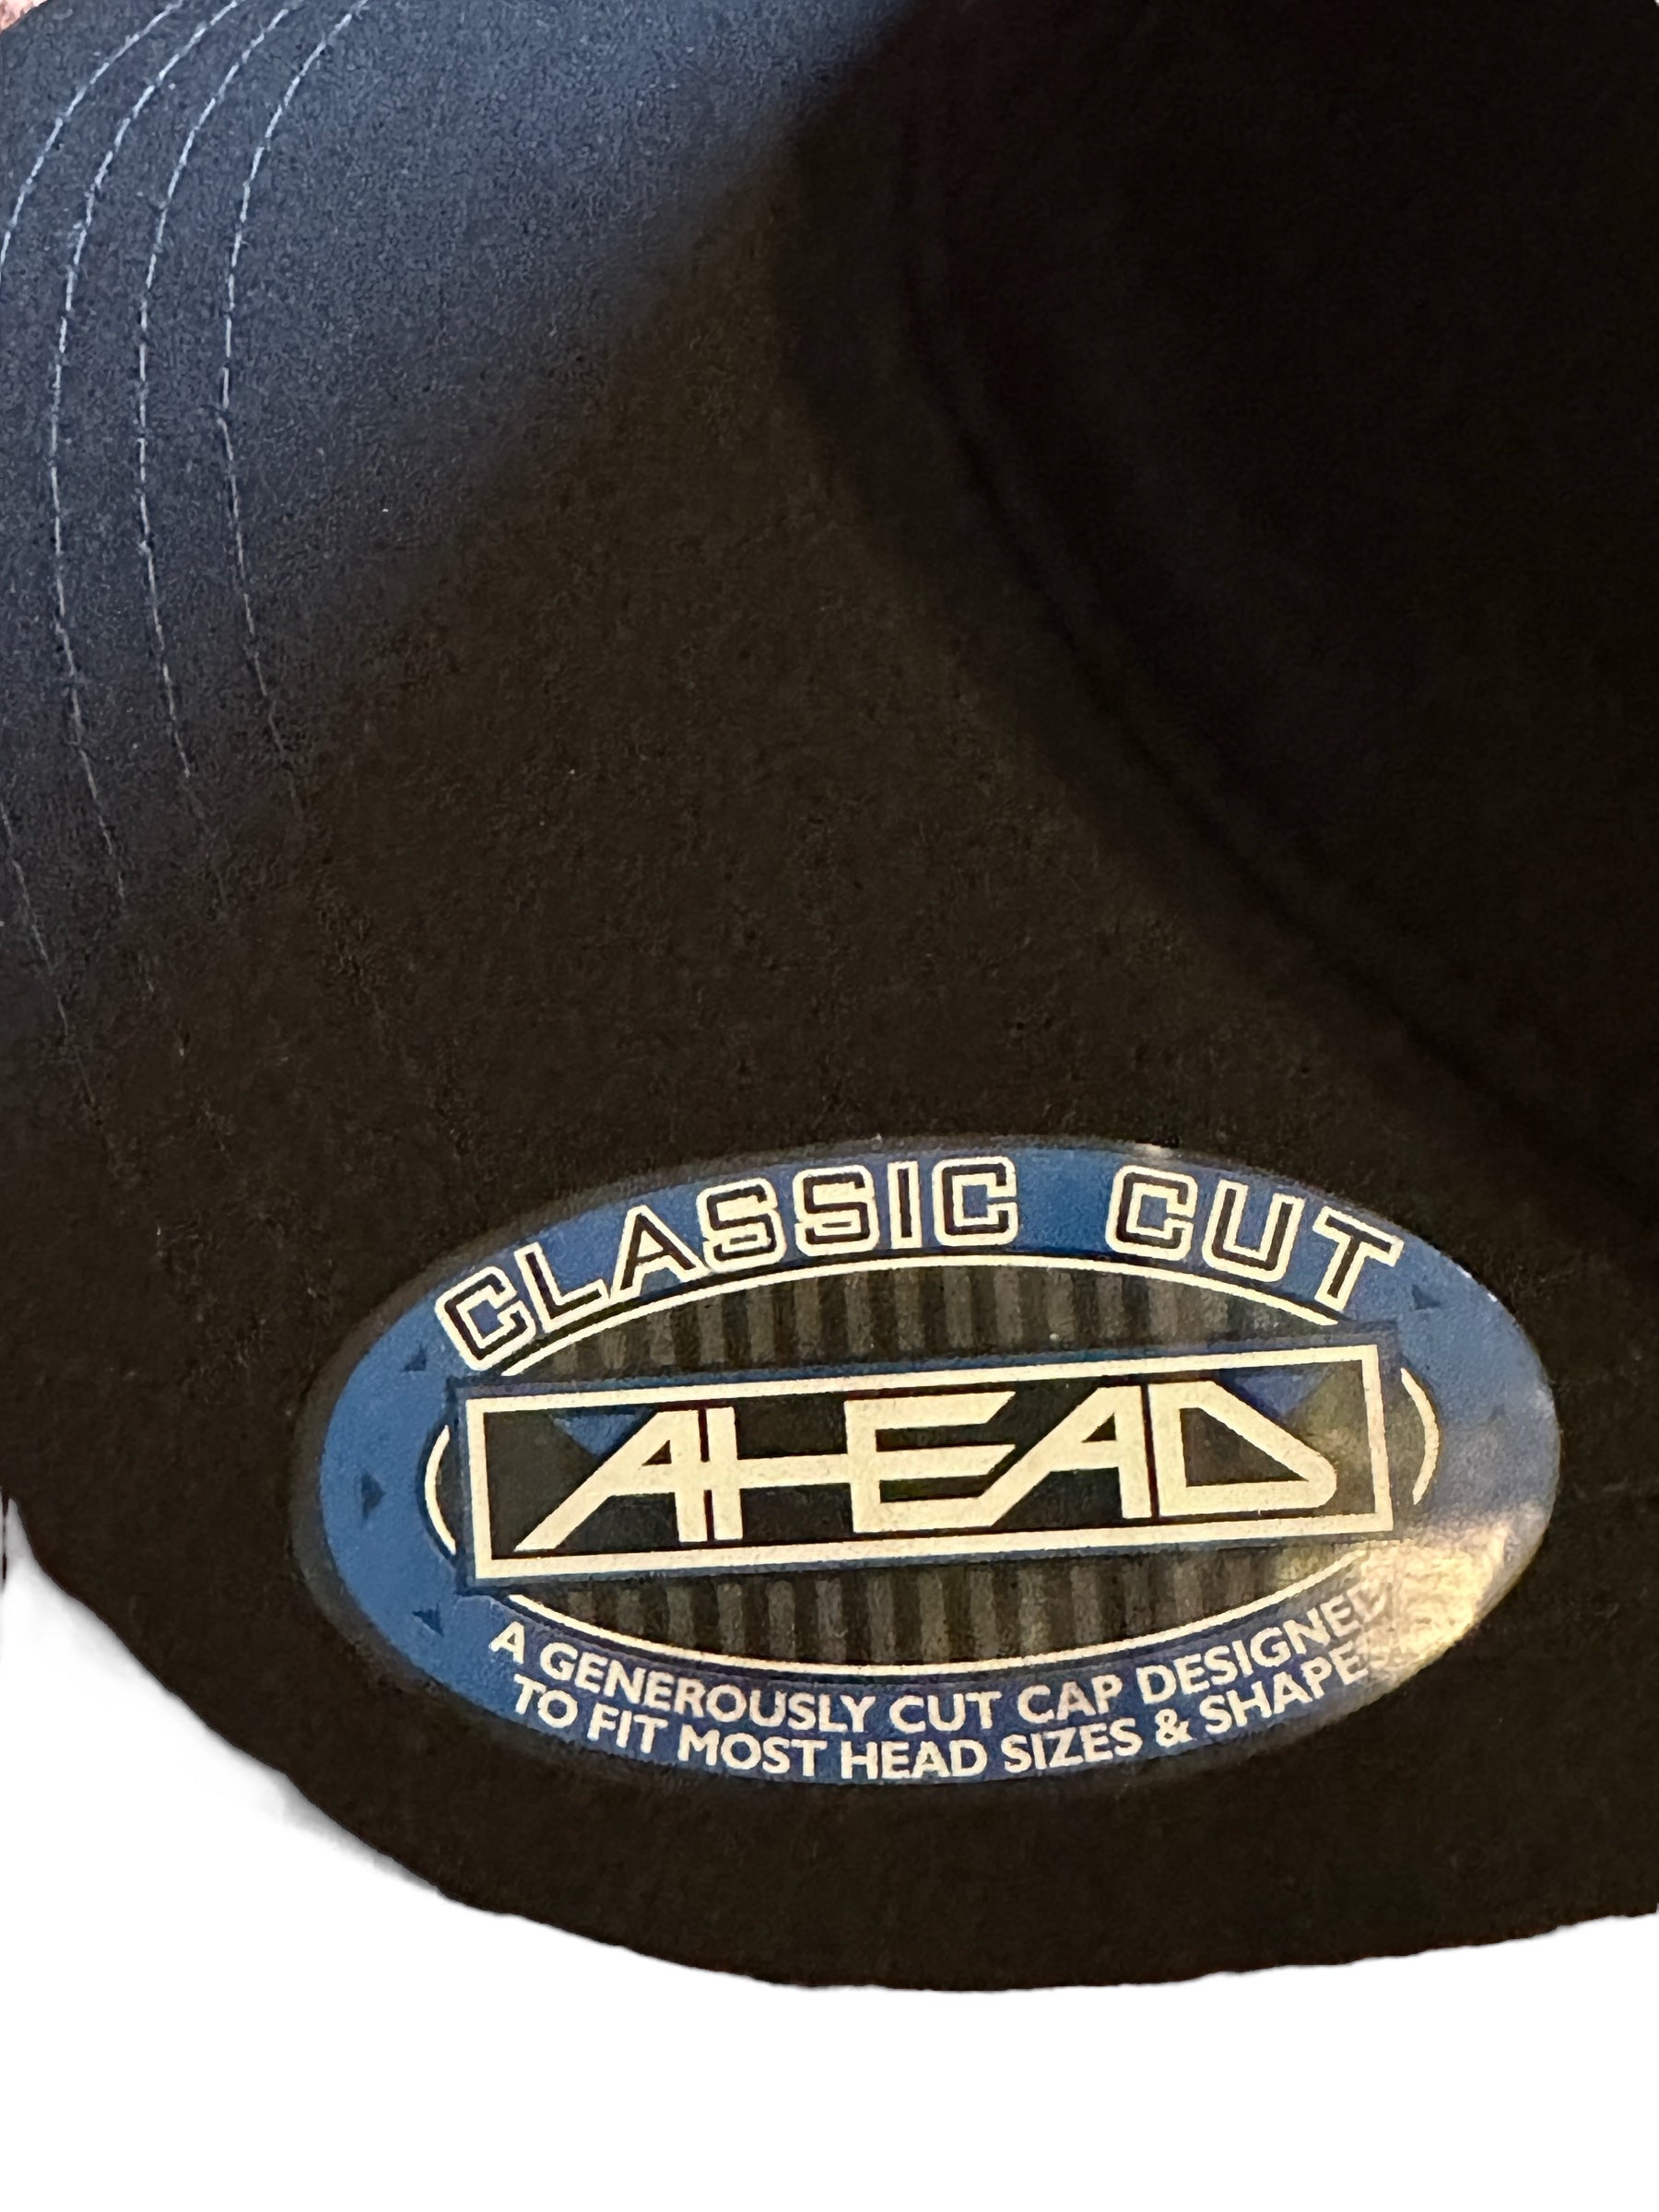 CLASSIC CUT
AHEAD
A GENEROUSLY CUT CAP DESIGNED
TO FIT MOST HEAD SIZES & SHAPES